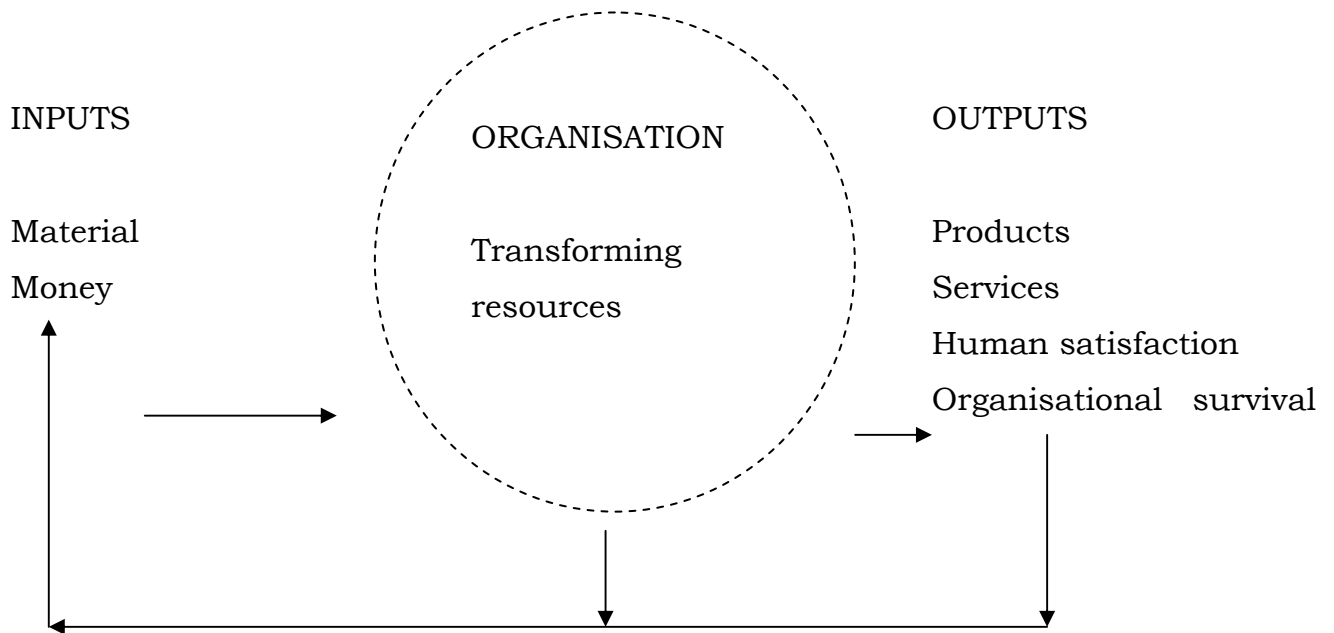 INPUTS
Material
Money
ORGANISATION
Transforming
resources
OUTPUTS
Products
Services
Human satisfaction
Organisational survival